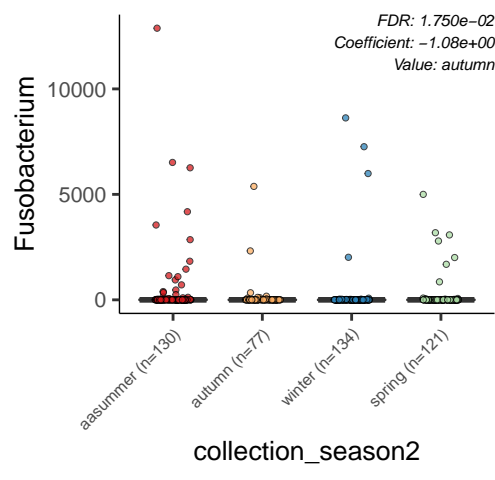 FDR: 1.750e−02
Coefficient: −1.08e+00
Value: autumn
Fusobacterium
10000
5000
0
aasummer (n=130)
autumn (n=77)
winter (n=134)
spring (n=121)
collection_season2